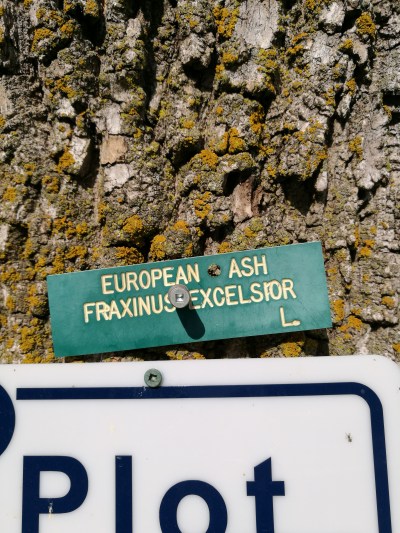 EUROPEAN ASH
FRAXINUS EXCELSIOR
L.
Plot